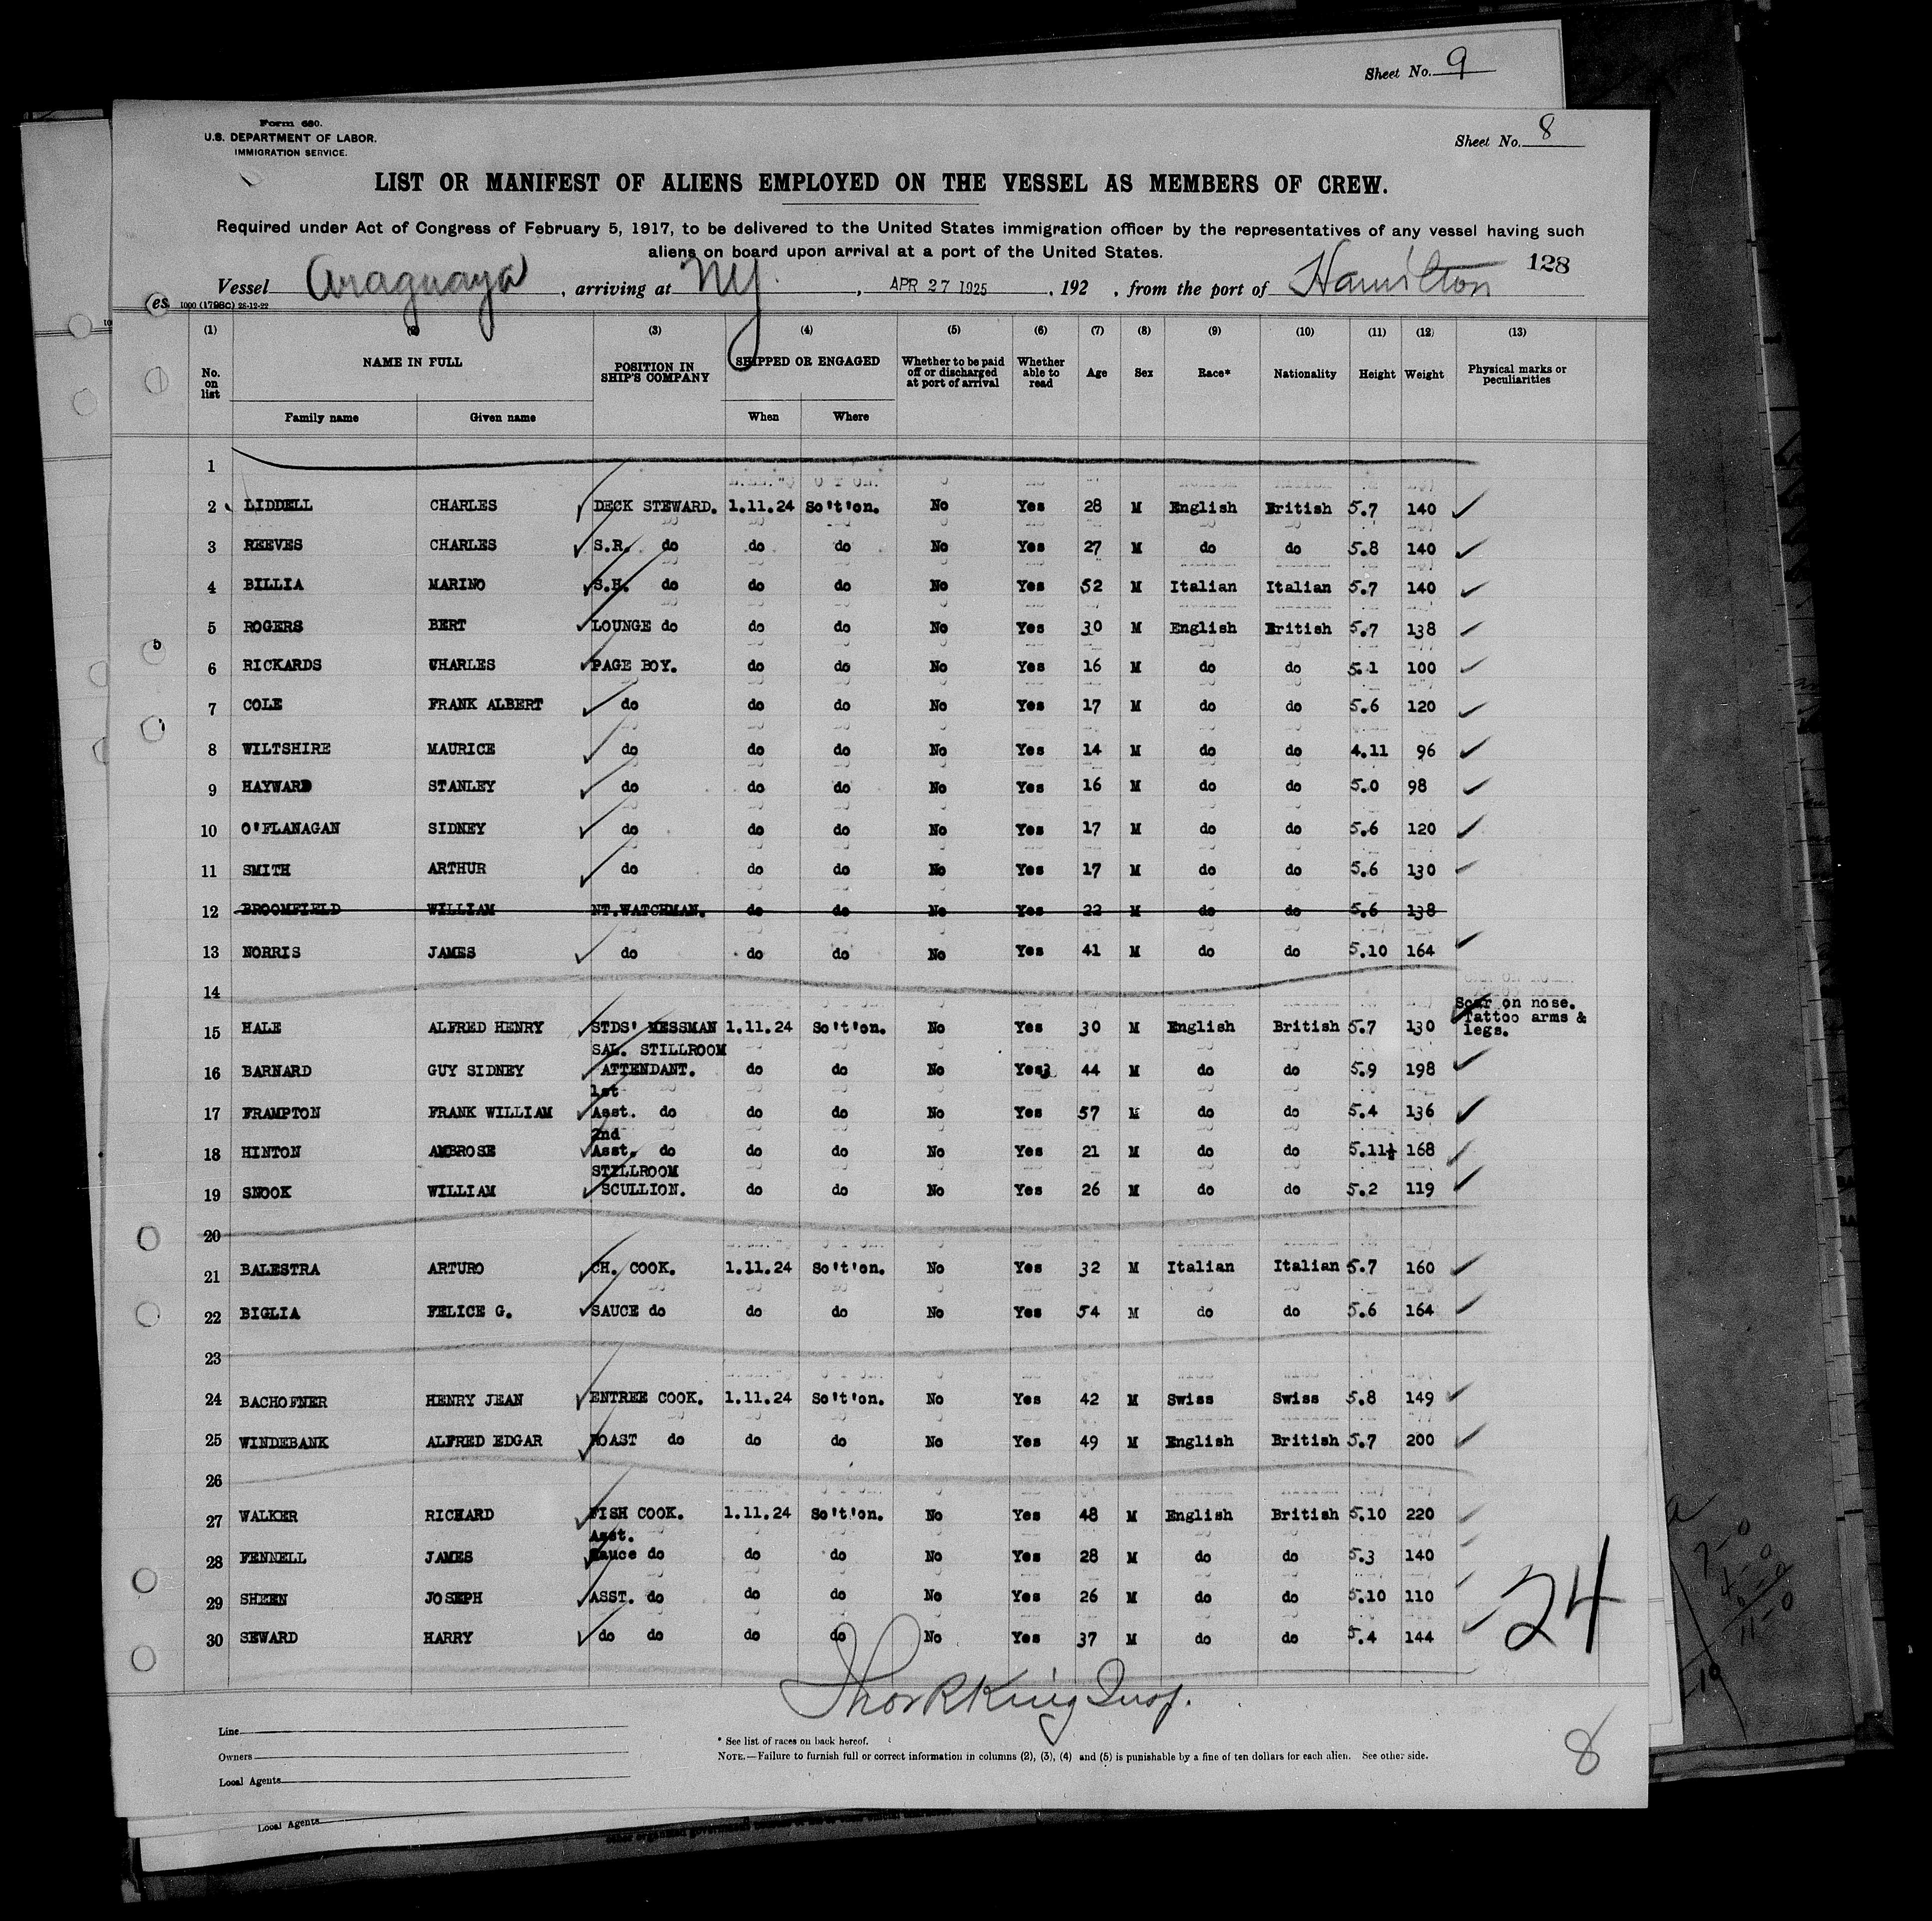 Sheet No. 9
Form 680.
U.S. DEPARTMENT OF LABOR.
IMMIGRATION SERVICE.
Sheet No. 8
LIST OR MANIFEST OF ALIENS EMPLOYED ON THE VESSEL AS MEMBERS OF CREW.
Required under Act of Congress of February 5, 1917, to be delivered to the United States immigration officer by the representatives of any vessel having such
aliens on board upon arrival at a port of the United States.
128
Vessel Araguaya, arriving at NY., APR 27 1925, 192 , from the port of Hamilton
1000 (1798C) 28-12-22
(1) (2) (3) (4) (5) (6) (7) (8) (9) (10) (11) (12) (13)
No. on list NAME IN FULL POSITION IN SHIP'S COMPANY SHIPPED OR ENGAGED Whether to be paid off or discharged at port of arrival Whether able to read Age Sex Race* Nationality Height Weight Physical marks or peculiarities
Family name Given name When Where
1
2 LIDDELL CHARLES DECK STEWARD. 1.11.24 So't'on. No Yes 28 M English British 5.7 140
3 REEVES CHARLES S.R. do do do No Yes 27 M do do 5.8 140
4 BILLIA MARINO S.H. do do do No Yes 52 M Italian Italian 5.7 140
5 ROGERS BERT LOUNGE do do do No Yes 30 M English British 5.7 138
6 RICKARDS CHARLES PAGE BOY. do do No Yes 16 M do do 5.1 100
7 COLE FRANK ALBERT do do do No Yes 17 M do do 5.6 120
8 WILTSHIRE MAURICE do do do No Yes 14 M do do 4.11 96
9 HAYWARD STANLEY do do do No Yes 16 M do do 5.0 98
10 O'FLANAGAN SIDNEY do do do No Yes 17 M do do 5.6 120
11 SMITH ARTHUR do do do No Yes 17 M do do 5.6 130
12 BROOMFIELD WILLIAM NT.WATCHMAN. do do No Yes 22 M do do 5.6 138
13 NORRIS JAMES do do do No Yes 41 M do do 5.10 164
14
15 HALE ALFRED HENRY STDS' MESSMAN 1.11.24 So't'on. No Yes 30 M English British 5.7 130 Scar on nose. Tattoo arms & legs.
16 BARNARD GUY SIDNEY SAL. STILLROOM ATTENDANT. do do No Yes 44 M do do 5.9 198
17 FRAMPTON FRANK WILLIAM 1st Asst. do do do No Yes 57 M do do 5.4 136
18 HINTON AMBROSE 2nd Asst. do do do No Yes 21 M do do 5.11½ 168
19 SNOOK WILLIAM STILLROOM SCULLION. do do No Yes 26 M do do 5.2 119
20
21 BALESTRA ARTURO CH. COOK. 1.11.24 So't'on. No Yes 32 M Italian Italian 5.7 160
22 BIGLIA FELICE G. SAUCE do do do No Yes 54 M do do 5.6 164
23
24 BACHOFNER HENRY JEAN ENTREE COOK. 1.11.24 So't'on. No Yes 42 M Swiss Swiss 5.8 149
25 WINDEBANK ALFRED EDGAR ROAST do do do No Yes 49 M English British 5.7 200
26
27 WALKER RICHARD FISH COOK. 1.11.24 So't'on. No Yes 48 M English British 5.10 220
28 FENNELL JAMES Asst. Sauce do do do No Yes 28 M do do 5.3 140
29 SHEEN JOSEPH ASST. do do do No Yes 26 M do do 5.10 110
30 SEWARD HARRY do do do do No Yes 37 M do do 5.4 144
24
Thos R King Insp.
Line
Owners
Local Agents
* See list of races on back hereof.
NOTE.—Failure to furnish full or correct information in columns (2), (3), (4) and (5) is punishable by a fine of ten dollars for each alien. See other side.
8
Local Agents